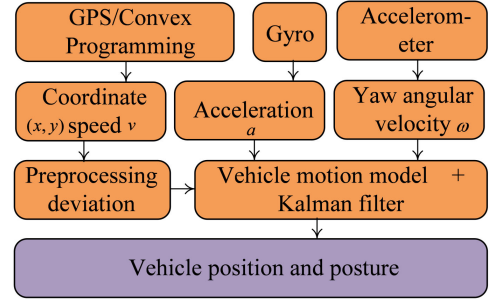 GPS/Convex
Programming
Gyro
Accelerom-
eter
Coordinate
(x, y) speed v
Acceleration
a
Yaw angular
velocity ω
Preprocessing
deviation
Vehicle motion model +
Kalman filter
Vehicle position and posture